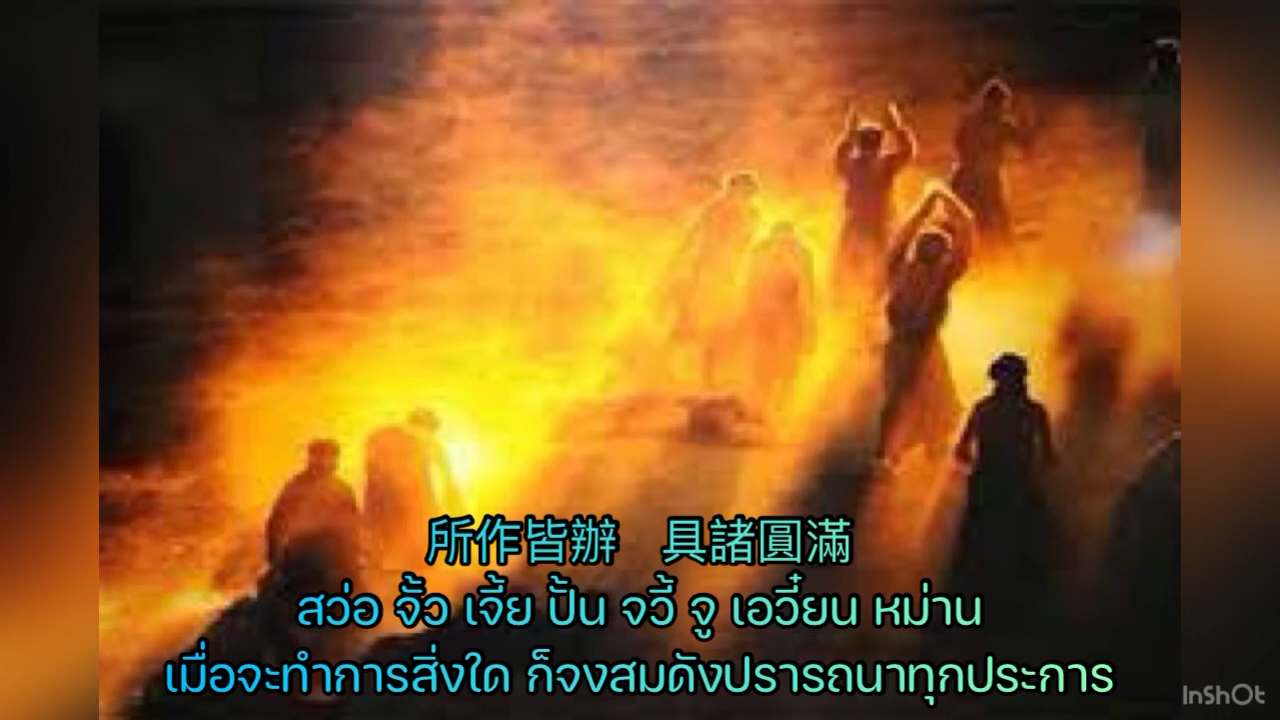 所作皆辦 具諸圓滿
สว่อ จั้ว เจี้ย ปั้น จวี้ จู เอวี๋ยน หม่าน
เมื่อจะทำการสิ่งใด ก็จงสมดังปรารถนาทุกประการ
InShOt